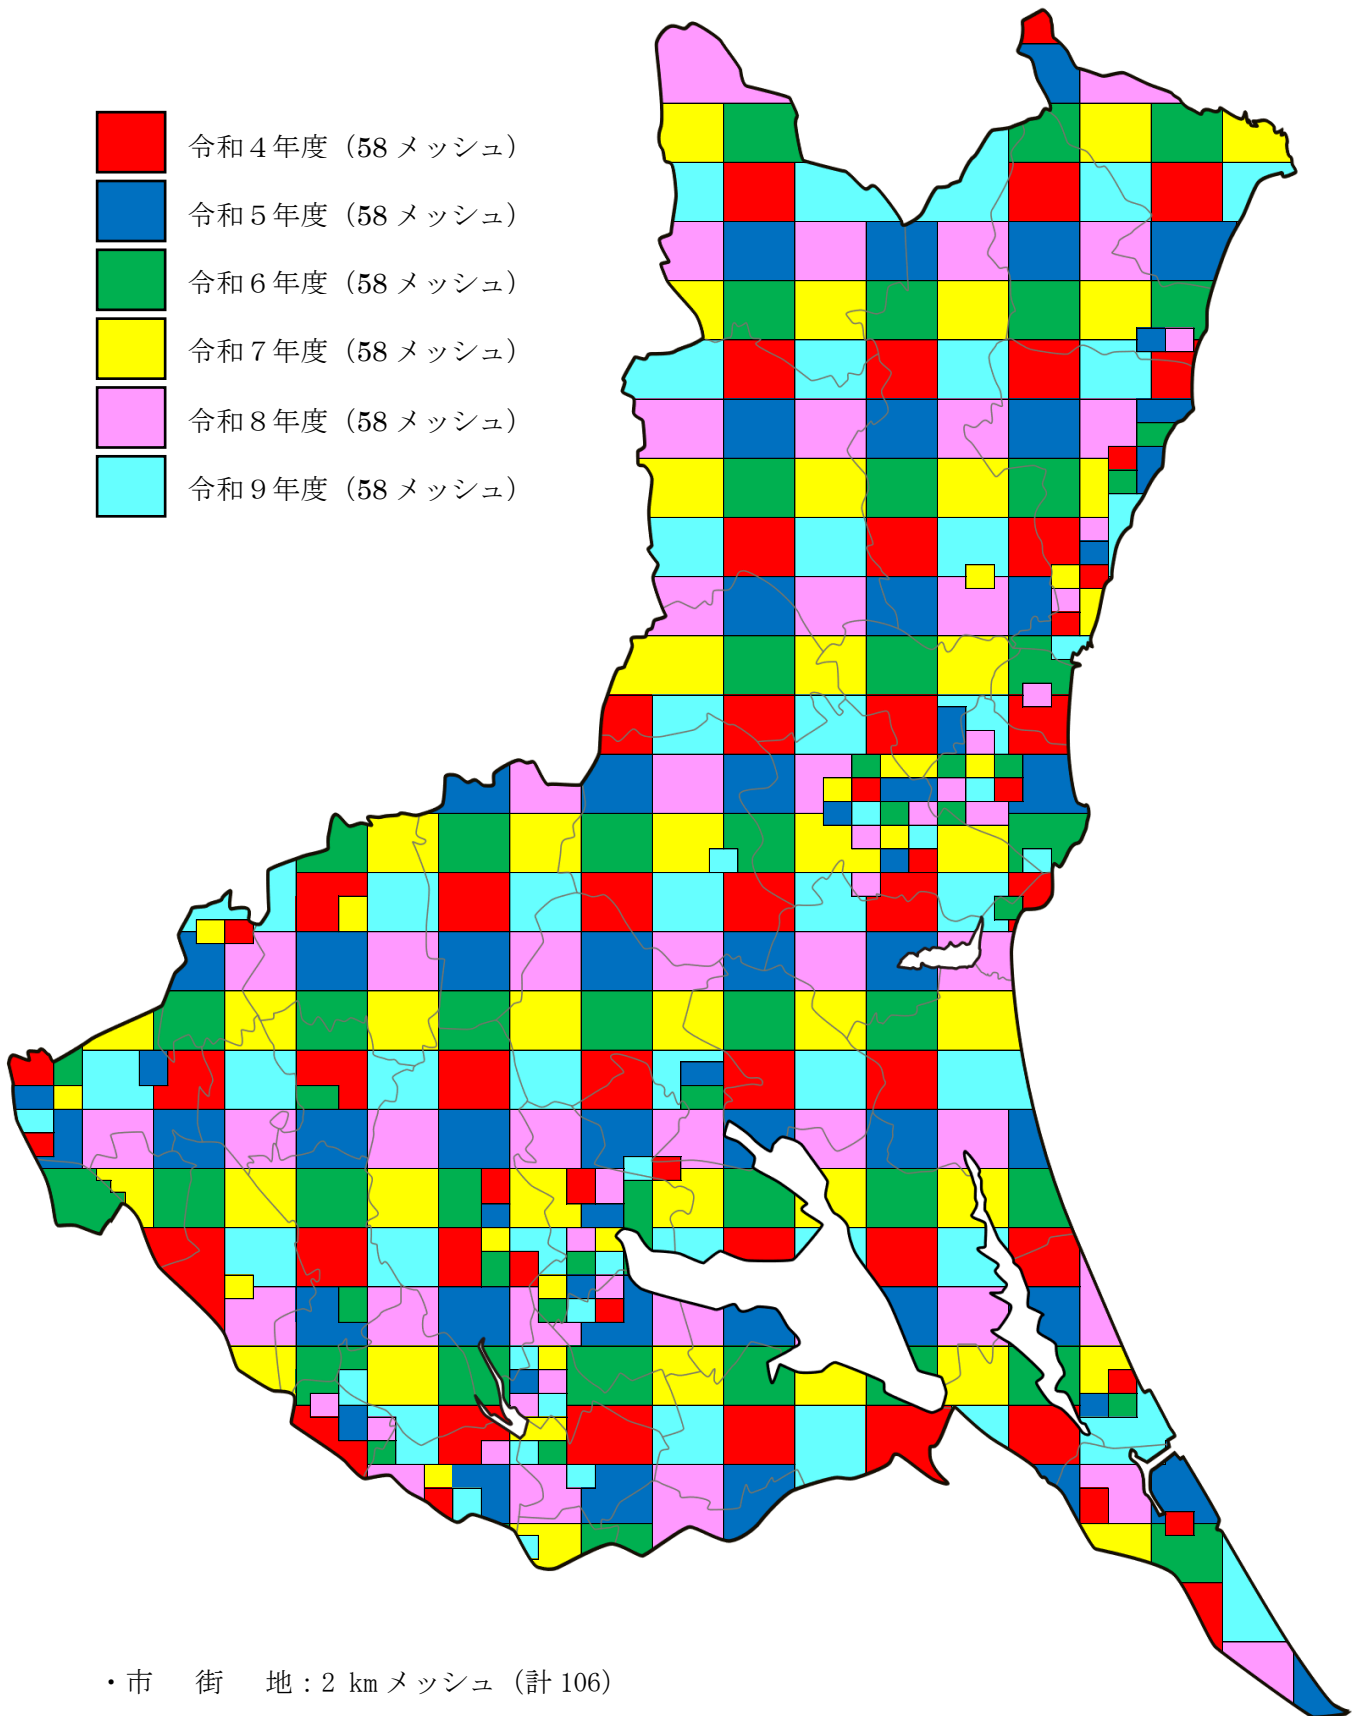 令和４年度（58 メッシュ）
令和５年度（58 メッシュ）
令和６年度（58 メッシュ）
令和７年度（58 メッシュ）
令和８年度（58 メッシュ）
令和９年度（58 メッシュ）
・市　街　地：2 km メッシュ（計 106）